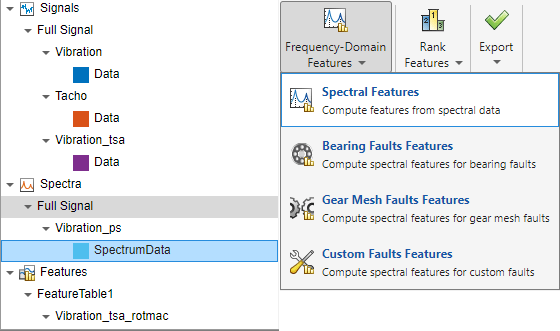 Signals
Full Signal
Vibration
Data
Tacho
Data
Vibration_tsa
Data
Spectra
Full Signal
Vibration_ps
SpectrumData
Features
FeatureTable1
Vibration_tsa_rotmac
Frequency-Domain
Features
Rank
Features
Export
Spectral Features
Compute features from spectral data
Bearing Faults Features
Compute spectral features for bearing faults
Gear Mesh Faults Features
Compute spectral features for gear mesh faults
Custom Faults Features
Compute spectral features for custom faults